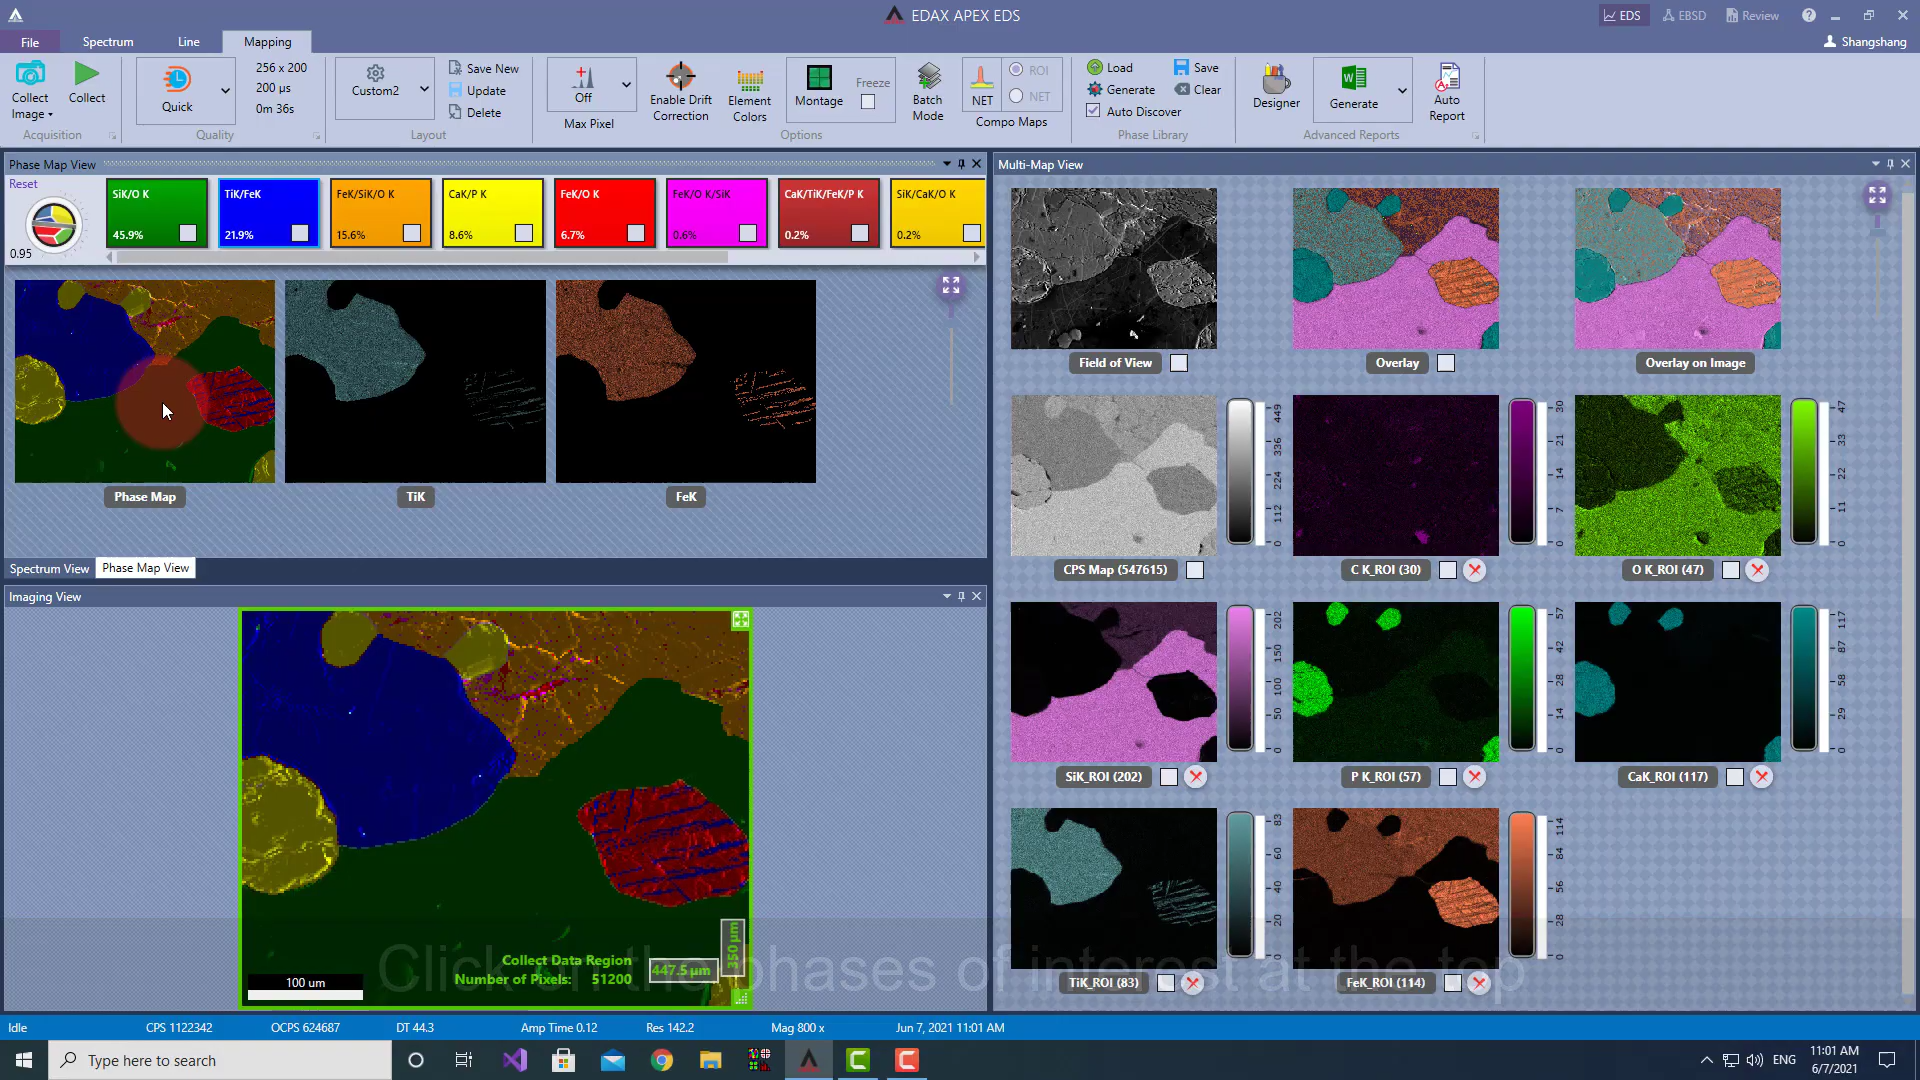 EDAX APEX EDS
EDS
EBSD
Review
File
Spectrum
Line
Mapping
Shangshang
Collect
Image
Collect
Acquisition
Quick
256 x 200
200 µs
0m 36s
Quality
Custom2
Save New
Update
Delete
Layout
Off
Max Pixel
Enable Drift
Correction
Element
Colors
Montage
Freeze
Options
Batch
Mode
NET
ROI
NET
Compo Maps
Load
Save
Generate
Clear
Auto Discover
Phase Library
Designer
Generate
Auto
Report
Advanced Reports
Phase Map View
Reset
0.95
SiK/O K
45.9%
TiK/FeK
21.9%
FeK/SiK/O K
15.6%
CaK/P K
8.6%
FeK/O K
6.7%
FeK/O K/SiK
0.6%
CaK/TiK/FeK/P K
0.2%
SiK/CaK/O K
0.2%
Phase Map
TiK
FeK
Spectrum View
Phase Map View
Imaging View
Collect Data Region
Number of Pixels: 51200
447.5 µm
350 µm
100 um
Multi-Map View
Field of View
Overlay
Overlay on Image
449
336
224
112
0
30
21
14
7
0
47
33
22
11
0
CPS Map (547615)
C K_ROI (30)
O K_ROI (47)
202
150
100
50
0
57
42
28
14
0
117
87
58
29
0
SiK_ROI (202)
P K_ROI (57)
CaK_ROI (117)
83
60
40
20
0
114
84
56
28
0
TiK_ROI (83)
FeK_ROI (114)
Click on the phases of interest at the top
Idle
CPS 1122342
OCPS 624687
DT 44.3
Amp Time 0.12
Res 142.2
Mag 800 x
Jun 7, 2021 11:01 AM
Type here to search
ENG
11:01 AM
6/7/2021